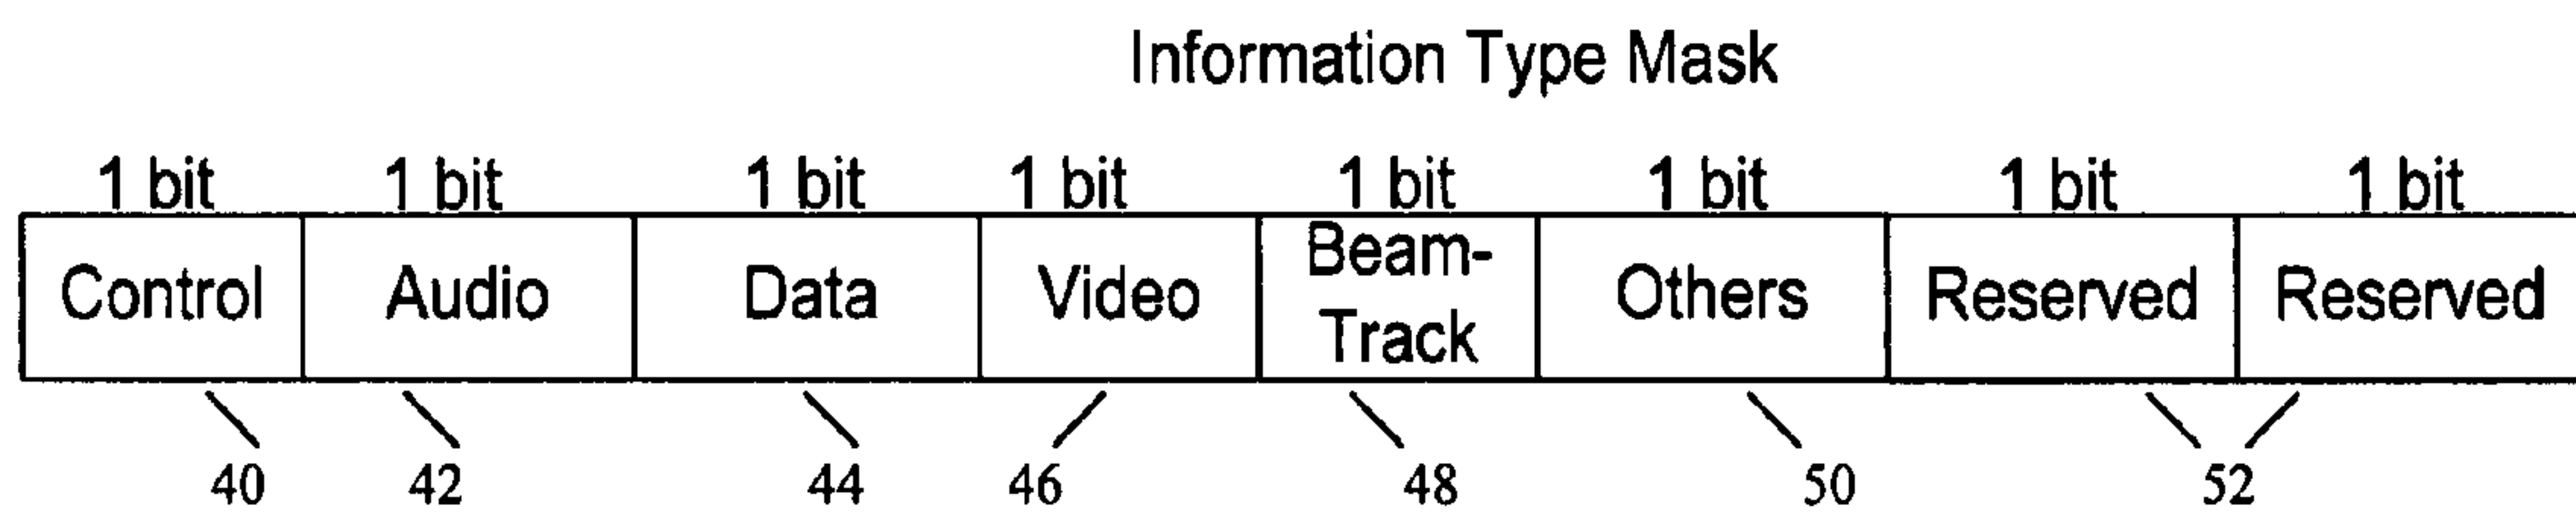 Information Type Mask
1 bit 1 bit 1 bit 1 bit 1 bit 1 bit 1 bit 1 bit
Control Audio Data Video Beam-Track Others Reserved Reserved
40 42 44 46 48 50 52